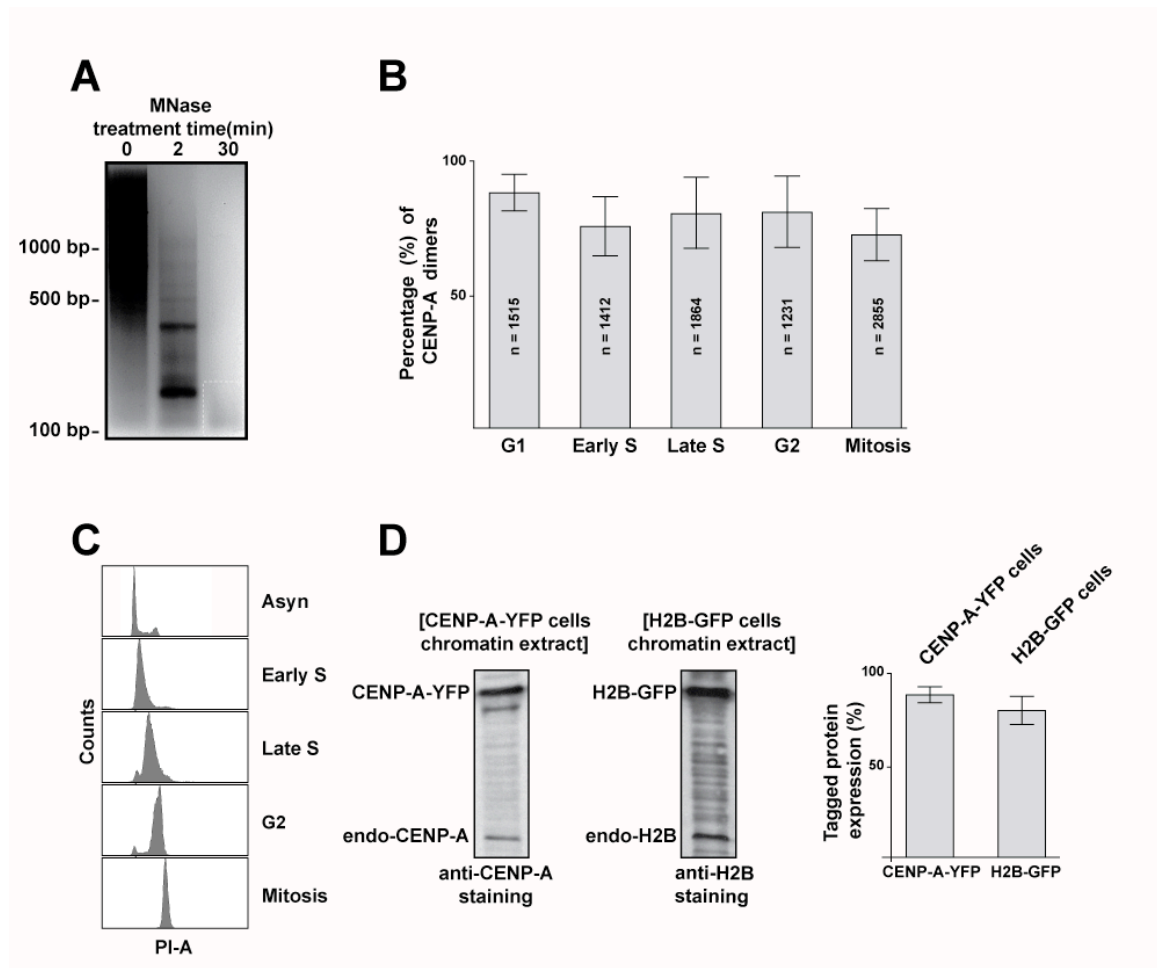 A
MNase
treatment time(min)
0 2 30
1000 bp-
500 bp-
100 bp-
B
Percentage (%) of
CENP-A dimers
100
50
n = 1515
n = 1412
n = 1864
n = 1231
n = 2855
G1 Early S Late S G2 Mitosis
C
Counts
Asyn
Early S
Late S
G2
Mitosis
PI-A
D
[CENP-A-YFP cells
chromatin extract]
CENP-A-YFP
endo-CENP-A
anti-CENP-A
staining
[H2B-GFP cells
chromatin extract]
H2B-GFP
endo-H2B
anti-H2B
staining
CENP-A-YFP cells
H2B-GFP cells
Tagged protein
expression (%)
100
50
CENP-A-YFP H2B-GFP